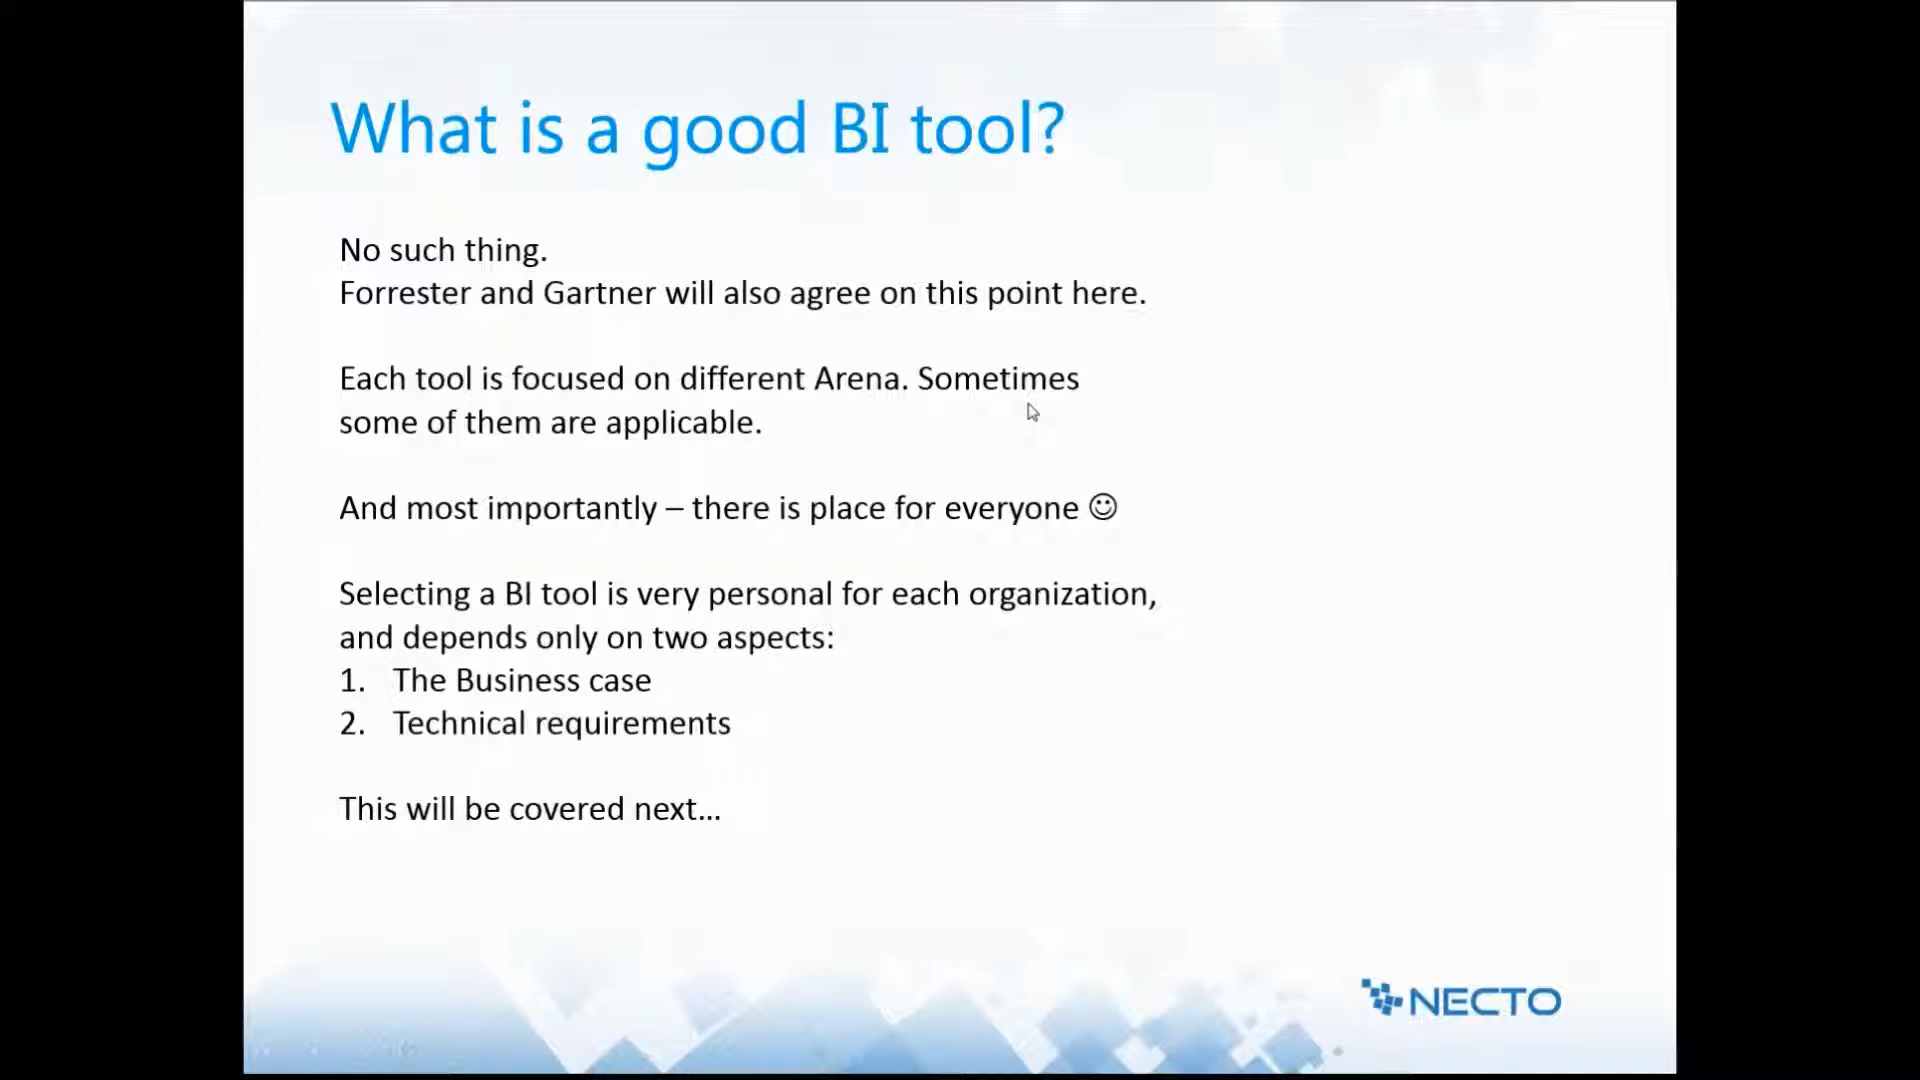 What is a good BI tool?
No such thing.
Forrester and Gartner will also agree on this point here.
Each tool is focused on different Arena. Sometimes
some of them are applicable.
And most importantly – there is place for everyone ☺
Selecting a BI tool is very personal for each organization,
and depends only on two aspects:
1. The Business case
2. Technical requirements
This will be covered next...
NECTO